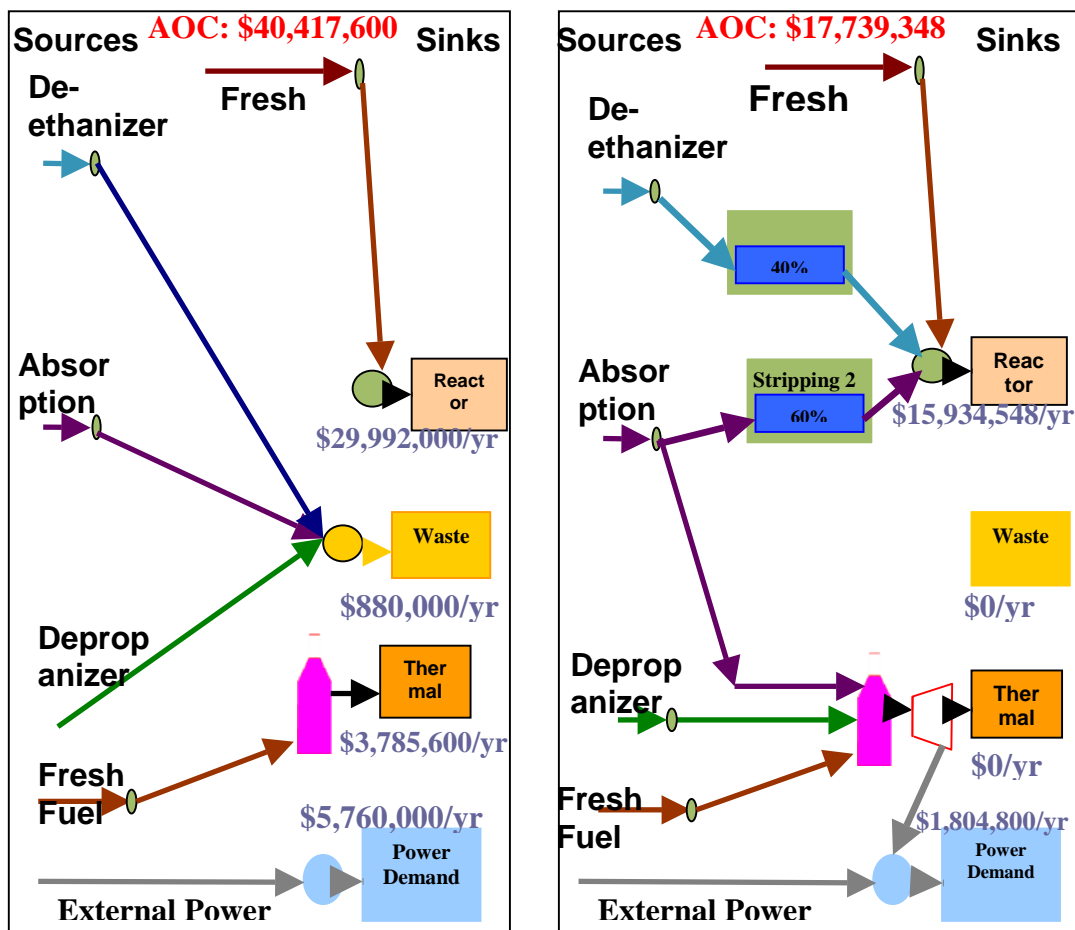 Sources
AOC: $40,417,600
Sinks
De-
ethanizer
Fresh
Absor
ption
React
or
$29,992,000/yr
Waste
$880,000/yr
Deprop
anizer
Ther
mal
$3,785,600/yr
Fresh
Fuel
$5,760,000/yr
Power
Demand
External Power
Sources
AOC: $17,739,348
Sinks
Fresh
De-
ethanizer
40%
Absor
ption
Stripping 2
60%
Reac
tor
$15,934,548/yr
Waste
$0/yr
Deprop
anizer
Ther
mal
$0/yr
Fresh
Fuel
$1,804,800/yr
Power
Demand
External Power